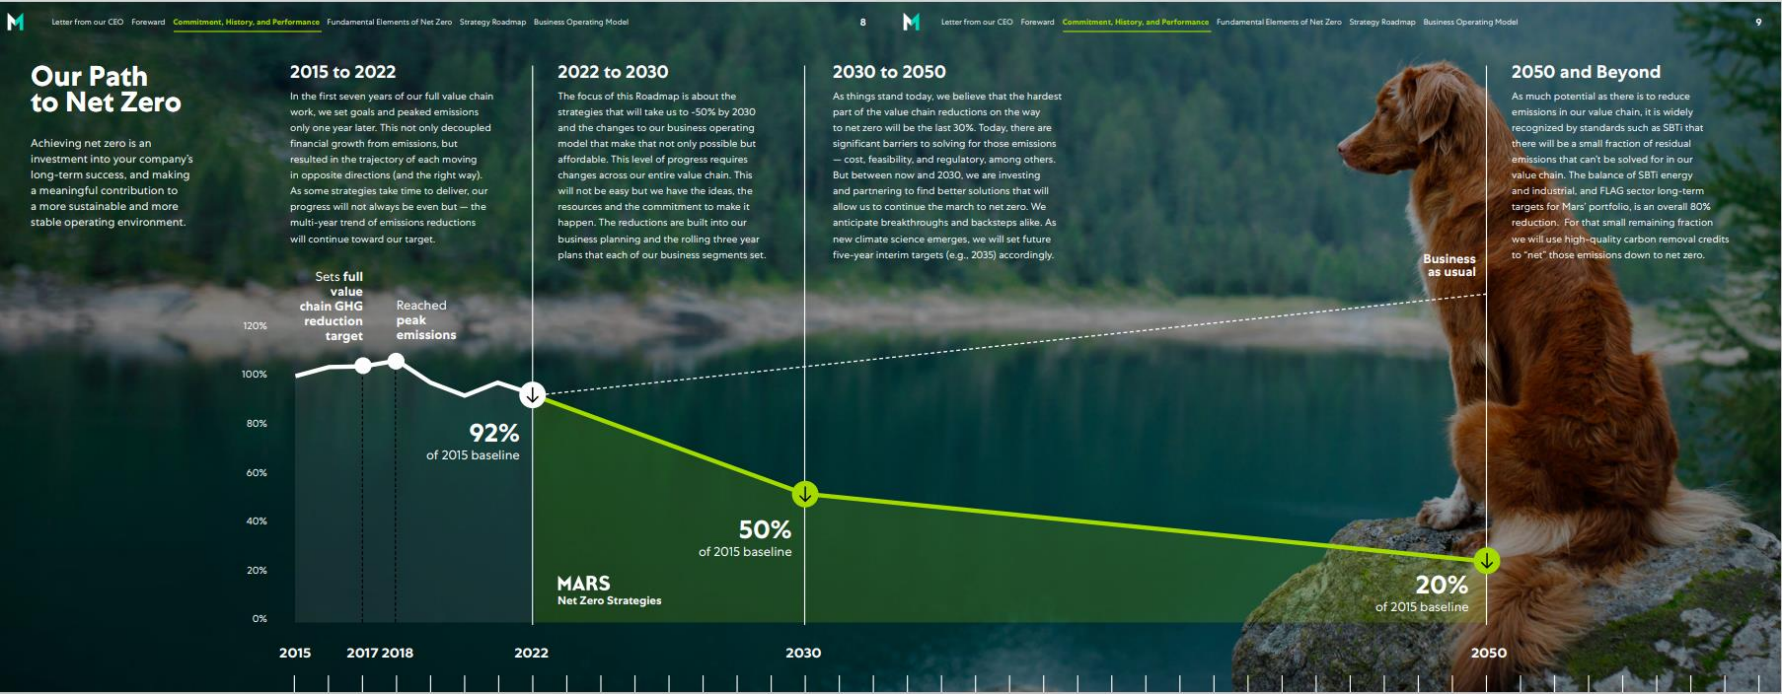 Letter from our CEO Foreward Commitment, History, and Performance Fundamental Elements of Net Zero Strategy Roadmap Business Operating Model
8
Letter from our CEO Foreward Commitment, History, and Performance Fundamental Elements of Net Zero Strategy Roadmap Business Operating Model
9
Our Path
to Net Zero
Achieving net zero is an
investment into your company's
long-term success, and making
a meaningful contribution to
a more sustainable and more
stable operating environment.
2015 to 2022
In the first seven years of our full value chain
work, we set goals and peaked emissions
only one year later. This not only decoupled
financial growth from emissions, but
resulted in the trajectory of each moving
in opposite directions (and the right way).
As some strategies take time to deliver, our
progress will not always be even but — the
multi-year trend of emissions reductions
will continue toward our target.
2022 to 2030
The focus of this Roadmap is about the
strategies that will take us to -50% by 2030
and the changes to our business operating
model that make that not only possible but
affordable. This level of progress requires
changes across our entire value chain. This
will not be easy but we have the ideas, the
resources and the commitment to make it
happen. The reductions are built into our
business planning and the rolling three year
plans that each of our business segments set.
2030 to 2050
As things stand today, we believe that the hardest
part of the value chain reductions on the way
to net zero will be the last 30%. Today, there are
significant barriers to solving for those emissions
— cost, feasibility, and regulatory, among others.
But between now and 2030, we are investing
and partnering to find better solutions that will
allow us to continue the march to net zero. We
anticipate breakthroughs and backsteps alike. As
new climate science emerges, we will set future
five-year interim targets (e.g., 2035) accordingly.
2050 and Beyond
As much potential as there is to reduce
emissions in our value chain, it is widely
recognized by standards such as SBTi that
there will be a small fraction of residual
emissions that can't be solved for in our
value chain. The balance of SBTi energy
and industrial, and FLAG sector long-term
targets for Mars' portfolio, is an overall 80%
reduction. For that small remaining fraction
we will use high-quality carbon removal credits
to "net" those emissions down to net zero.
Sets full
value
chain GHG
reduction
target
Reached
peak
emissions
Business
as usual
120%
100%
80%
60%
40%
20%
0%
92%
of 2015 baseline
50%
of 2015 baseline
20%
of 2015 baseline
MARS
Net Zero Strategies
2015 2017 2018 2022 2030 2050